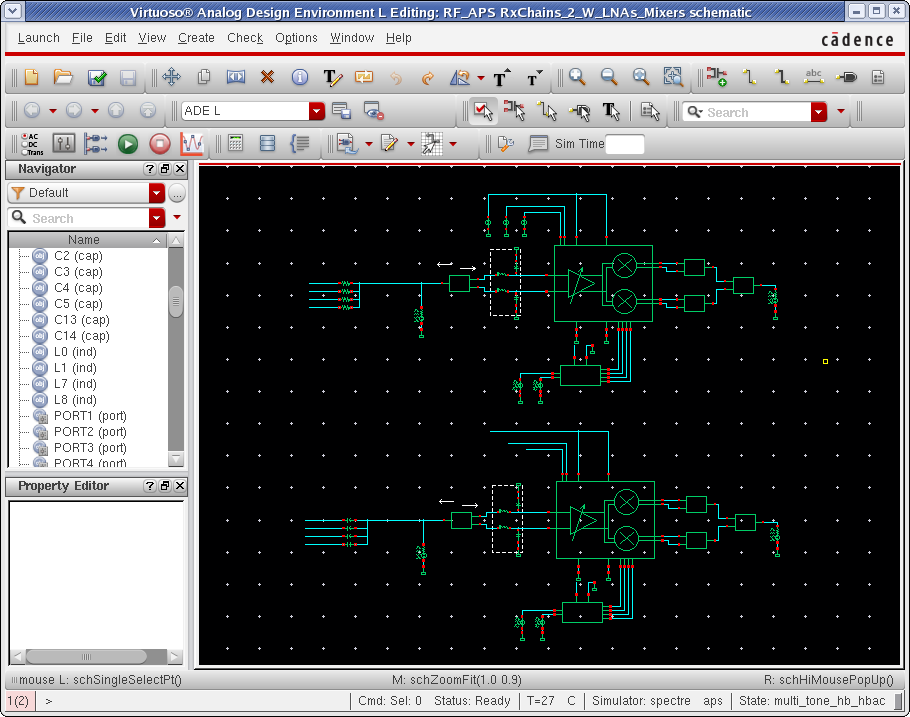 Virtuoso® Analog Design Environment L Editing: RF_APS RxChains_2_W_LNAs_Mixers schematic
Launch File Edit View Create Check Options Window Help
cādence
abc
ADE L
Search
AC
DC
Trans
Sim Time
Navigator
Default
Search
Name
C2 (cap)
C3 (cap)
C4 (cap)
C5 (cap)
C13 (cap)
C14 (cap)
L0 (ind)
L1 (ind)
L7 (ind)
L8 (ind)
PORT1 (port)
PORT2 (port)
PORT3 (port)
PORT4 (port)
Property Editor
mouse L: schSingleSelectPt() M: schZoomFit(1.0 0.9) R: schHiMousePopUp()
1(2) > Cmd: Sel: 0 Status: Ready T=27 C Simulator: spectre aps State: multi_tone_hb_hbac